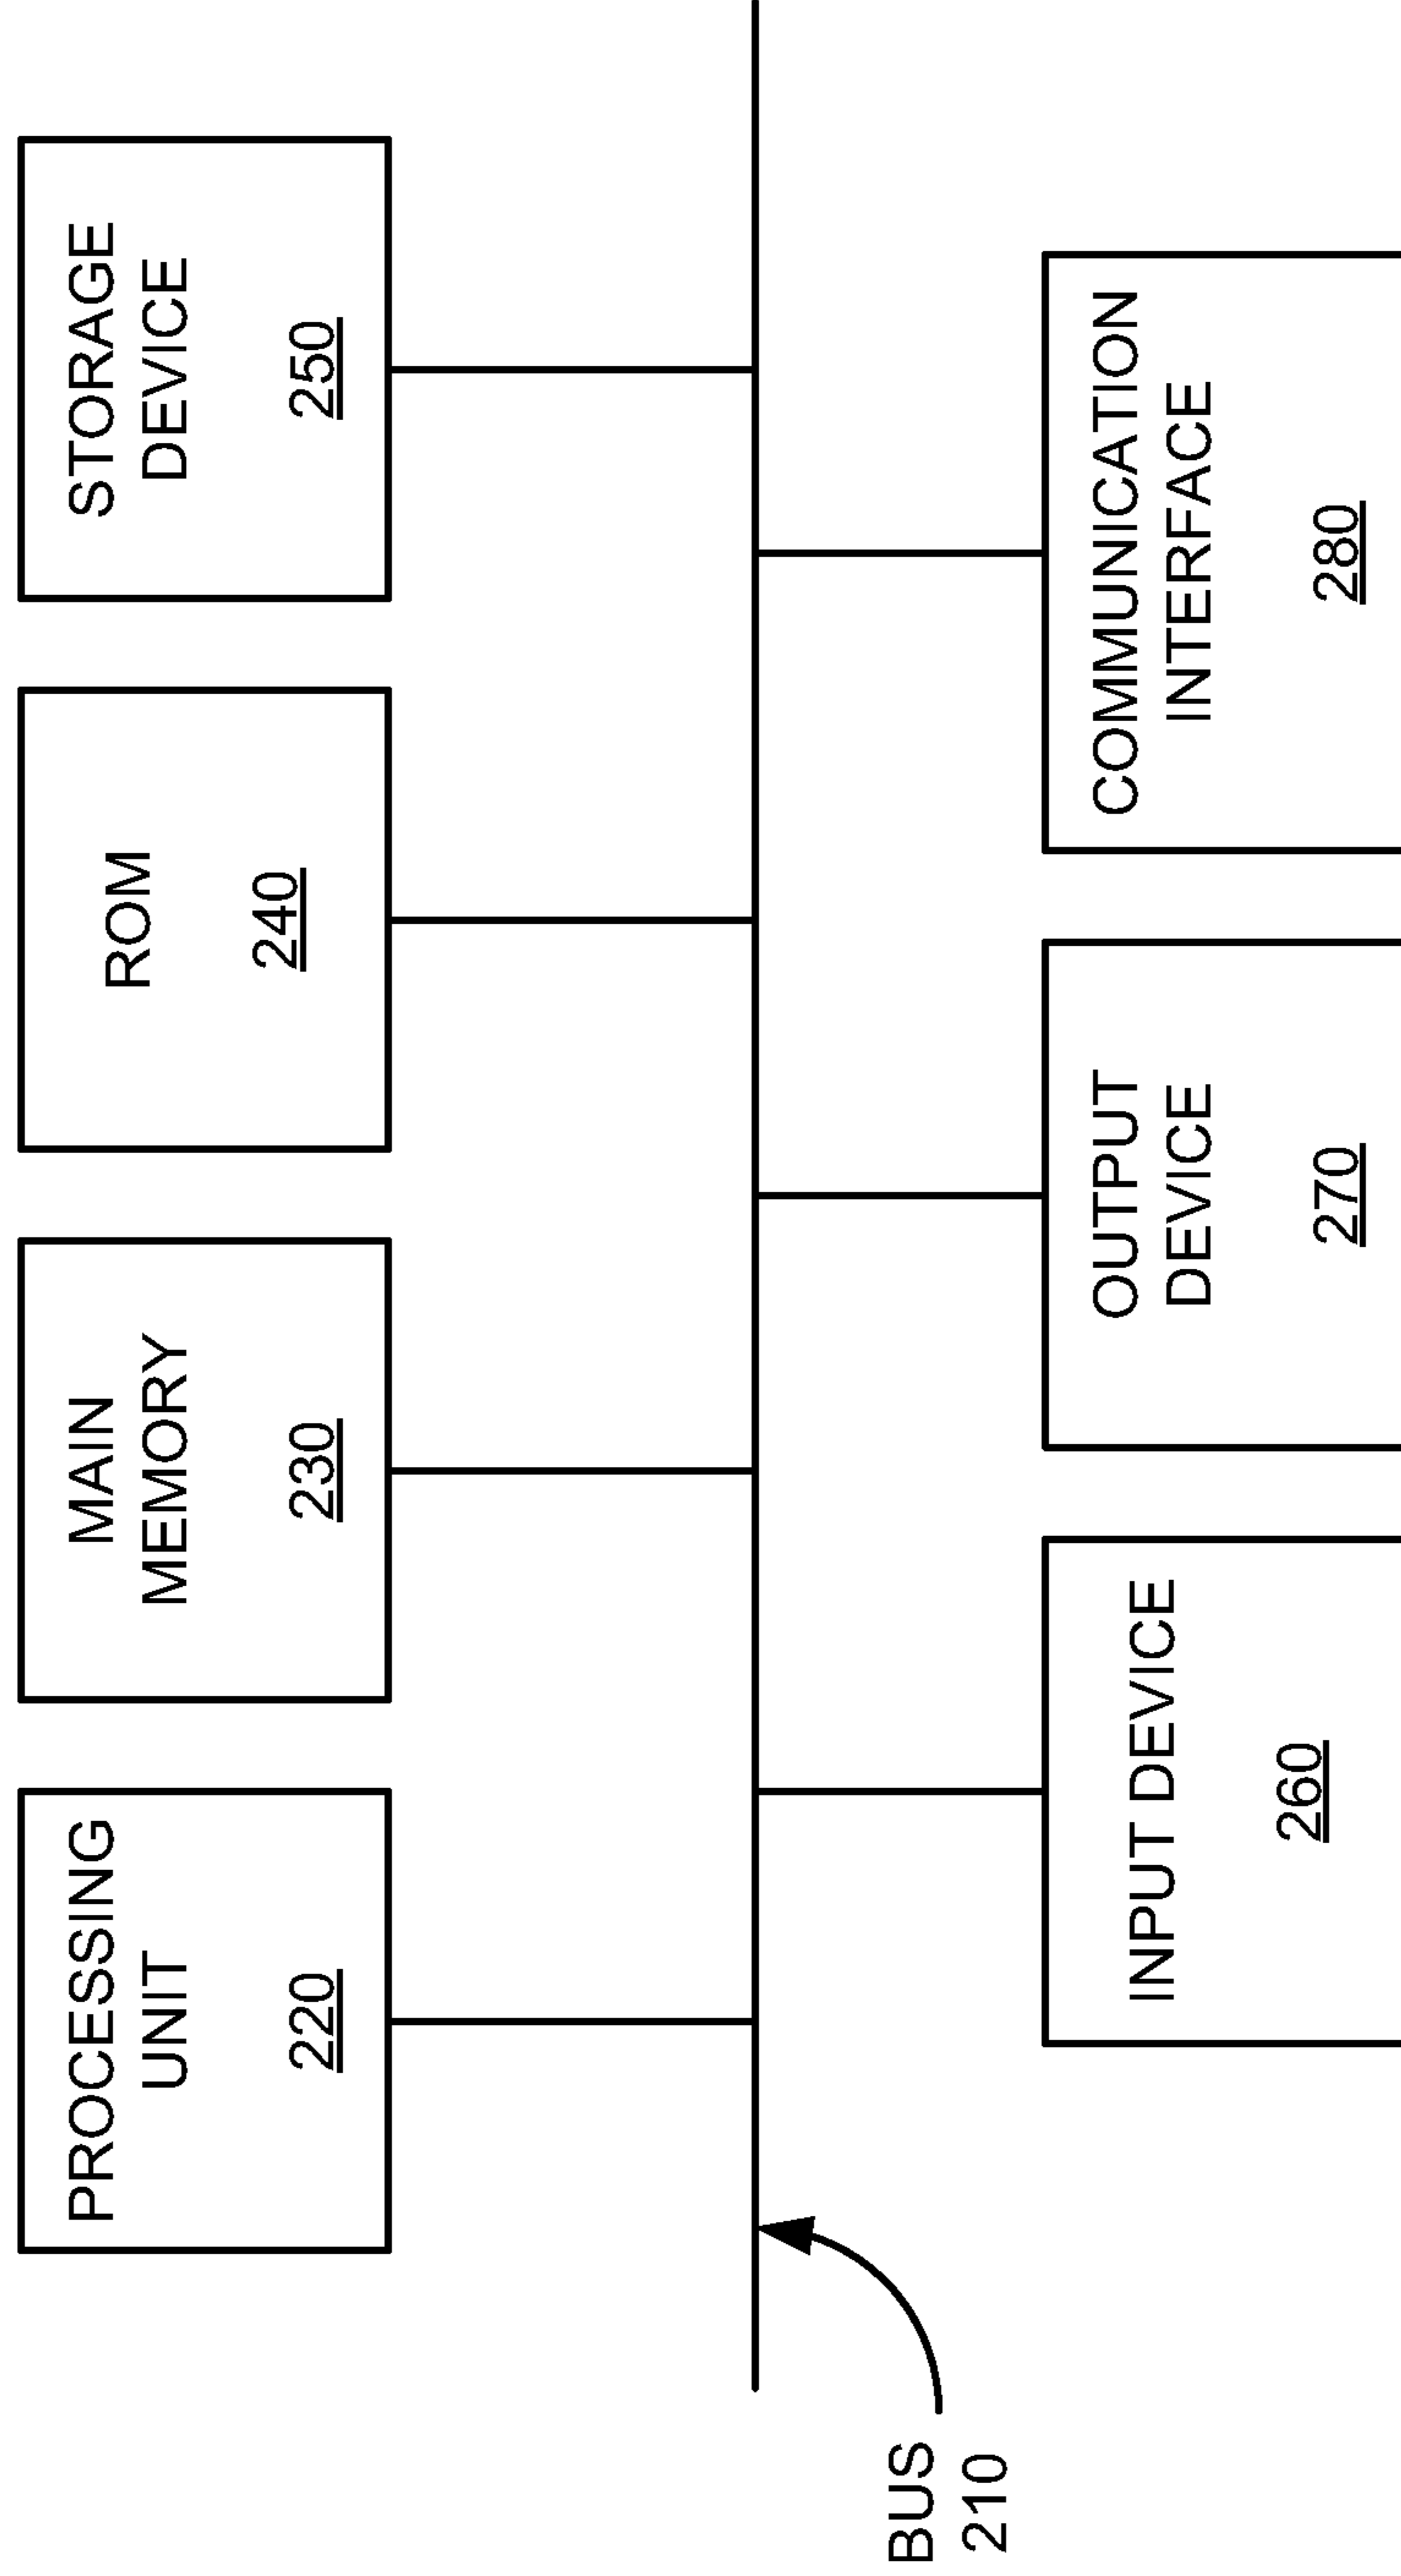 PROCESSING
UNIT
220
MAIN
MEMORY
230
ROM
240
STORAGE
DEVICE
250
BUS
210
INPUT DEVICE
260
OUTPUT
DEVICE
270
COMMUNICATION
INTERFACE
280